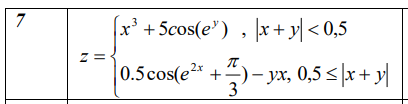 7
z = { x³ + 5cos(e^y) , |x + y| < 0,5
0.5cos(e^{2x} + π/3) − yx, 0,5 ≤ |x + y|